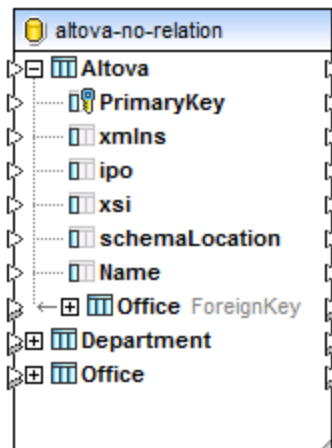 altova-no-relation
Altova
PrimaryKey
xmlns
ipo
xsi
schemaLocation
Name
Office ForeignKey
Department
Office